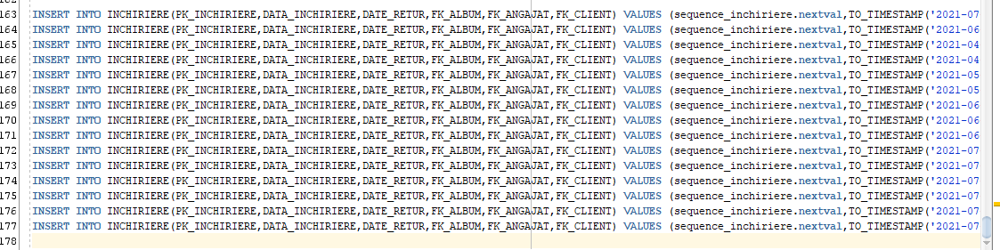 163 INSERT INTO INCHIRIERE(PK_INCHIRIERE,DATA_INCHIRIERE,DATE_RETUR,FK_ALBUM,FK_ANGAJAT,FK_CLIENT) VALUES (sequence_inchiriere.nextval,TO_TIMESTAMP('2021-07
164 INSERT INTO INCHIRIERE(PK_INCHIRIERE,DATA_INCHIRIERE,DATE_RETUR,FK_ALBUM,FK_ANGAJAT,FK_CLIENT) VALUES (sequence_inchiriere.nextval,TO_TIMESTAMP('2021-06
165 INSERT INTO INCHIRIERE(PK_INCHIRIERE,DATA_INCHIRIERE,DATE_RETUR,FK_ALBUM,FK_ANGAJAT,FK_CLIENT) VALUES (sequence_inchiriere.nextval,TO_TIMESTAMP('2021-04
166 INSERT INTO INCHIRIERE(PK_INCHIRIERE,DATA_INCHIRIERE,DATE_RETUR,FK_ALBUM,FK_ANGAJAT,FK_CLIENT) VALUES (sequence_inchiriere.nextval,TO_TIMESTAMP('2021-04
167 INSERT INTO INCHIRIERE(PK_INCHIRIERE,DATA_INCHIRIERE,DATE_RETUR,FK_ALBUM,FK_ANGAJAT,FK_CLIENT) VALUES (sequence_inchiriere.nextval,TO_TIMESTAMP('2021-05
168 INSERT INTO INCHIRIERE(PK_INCHIRIERE,DATA_INCHIRIERE,DATE_RETUR,FK_ALBUM,FK_ANGAJAT,FK_CLIENT) VALUES (sequence_inchiriere.nextval,TO_TIMESTAMP('2021-05
169 INSERT INTO INCHIRIERE(PK_INCHIRIERE,DATA_INCHIRIERE,DATE_RETUR,FK_ALBUM,FK_ANGAJAT,FK_CLIENT) VALUES (sequence_inchiriere.nextval,TO_TIMESTAMP('2021-06
170 INSERT INTO INCHIRIERE(PK_INCHIRIERE,DATA_INCHIRIERE,DATE_RETUR,FK_ALBUM,FK_ANGAJAT,FK_CLIENT) VALUES (sequence_inchiriere.nextval,TO_TIMESTAMP('2021-06
171 INSERT INTO INCHIRIERE(PK_INCHIRIERE,DATA_INCHIRIERE,DATE_RETUR,FK_ALBUM,FK_ANGAJAT,FK_CLIENT) VALUES (sequence_inchiriere.nextval,TO_TIMESTAMP('2021-06
172 INSERT INTO INCHIRIERE(PK_INCHIRIERE,DATA_INCHIRIERE,DATE_RETUR,FK_ALBUM,FK_ANGAJAT,FK_CLIENT) VALUES (sequence_inchiriere.nextval,TO_TIMESTAMP('2021-07
173 INSERT INTO INCHIRIERE(PK_INCHIRIERE,DATA_INCHIRIERE,DATE_RETUR,FK_ALBUM,FK_ANGAJAT,FK_CLIENT) VALUES (sequence_inchiriere.nextval,TO_TIMESTAMP('2021-07
174 INSERT INTO INCHIRIERE(PK_INCHIRIERE,DATA_INCHIRIERE,DATE_RETUR,FK_ALBUM,FK_ANGAJAT,FK_CLIENT) VALUES (sequence_inchiriere.nextval,TO_TIMESTAMP('2021-07
175 INSERT INTO INCHIRIERE(PK_INCHIRIERE,DATA_INCHIRIERE,DATE_RETUR,FK_ALBUM,FK_ANGAJAT,FK_CLIENT) VALUES (sequence_inchiriere.nextval,TO_TIMESTAMP('2021-07
176 INSERT INTO INCHIRIERE(PK_INCHIRIERE,DATA_INCHIRIERE,DATE_RETUR,FK_ALBUM,FK_ANGAJAT,FK_CLIENT) VALUES (sequence_inchiriere.nextval,TO_TIMESTAMP('2021-07
177 INSERT INTO INCHIRIERE(PK_INCHIRIERE,DATA_INCHIRIERE,DATE_RETUR,FK_ALBUM,FK_ANGAJAT,FK_CLIENT) VALUES (sequence_inchiriere.nextval,TO_TIMESTAMP('2021-07
178